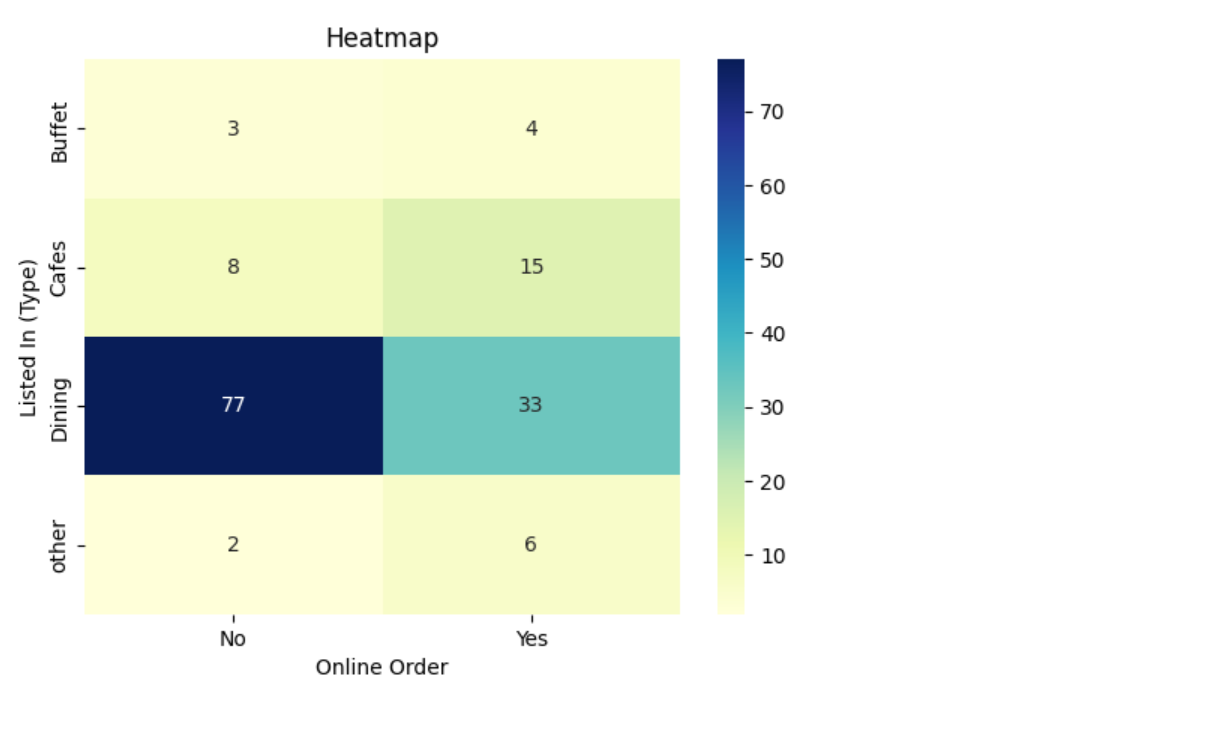 Heatmap
Buffet
3
4
Cafes
8
15
Listed In (Type)
Dining
77
33
other
2
6
No
Yes
Online Order
70
60
50
40
30
20
10